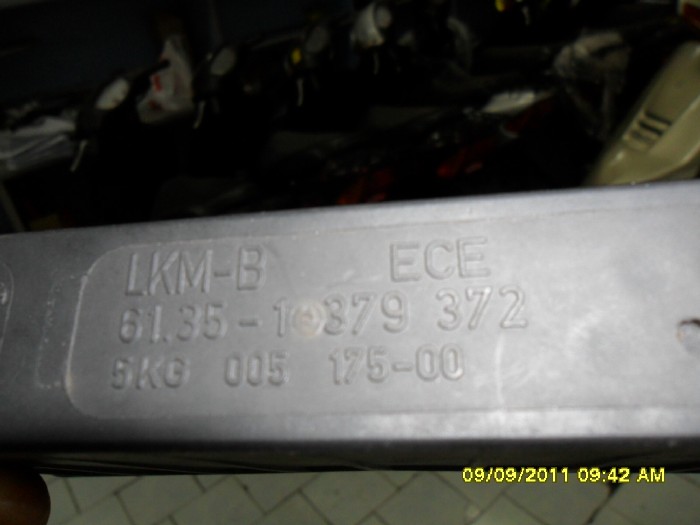 LKM-B ECE
61.35-1 379 372
5KG 005 175-00
09/09/2011 09:42 AM